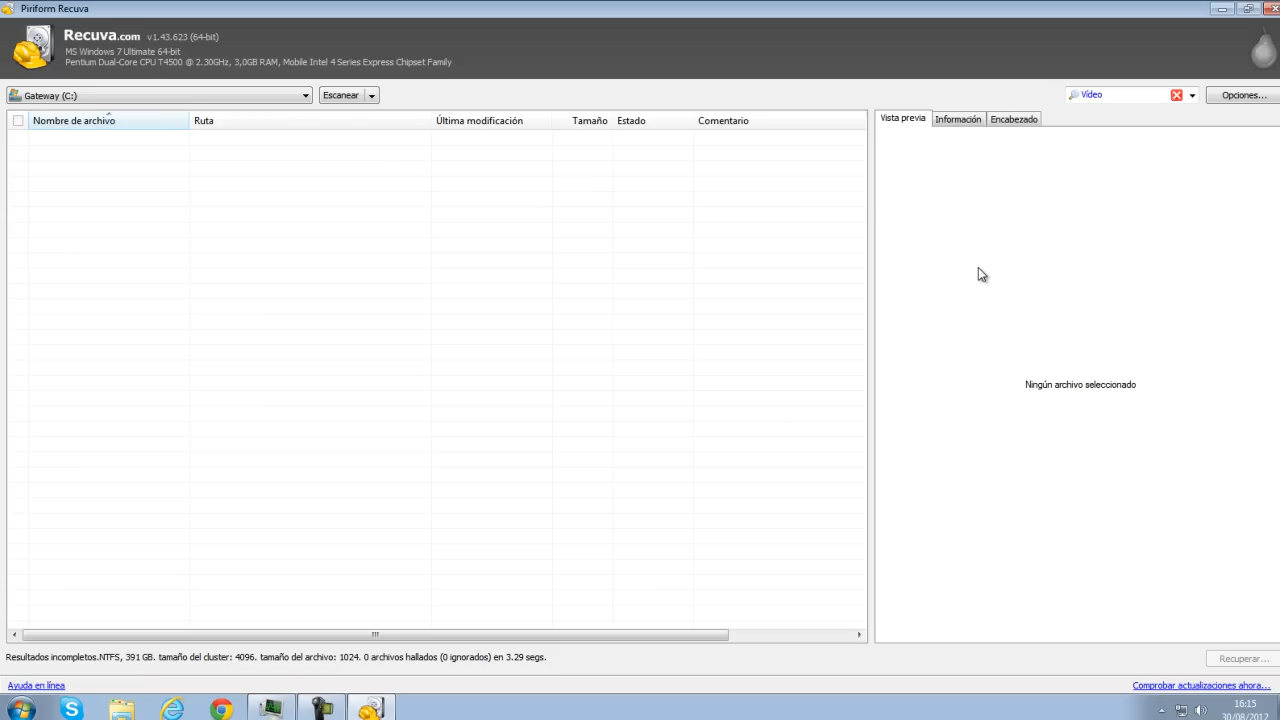 Piriform Recuva
Recuva.com v1.43.623 (64-bit)
MS Windows 7 Ultimate 64-bit
Pentium Dual-Core CPU T4500 @ 2.30GHz, 3,0GB RAM, Mobile Intel 4 Series Express Chipset Family
Gateway (C:) Escanear Vídeo Opciones...
Nombre de archivo Ruta Última modificación Tamaño Estado Comentario Vista previa Información Encabezado
Ningún archivo seleccionado
Resultados incompletos.NTFS, 391 GB. tamaño del cluster: 4096. tamaño del archivo: 1024. 0 archivos hallados (0 ignorados) en 3.29 segs. Recuperar...
Ayuda en línea Comprobar actualizaciones ahora...
16:15
30/08/2012